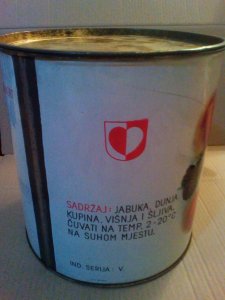 SADRŽAJ: JABUKA, DUNJA
KUPINA, VIŠNJA I ŠLJIVA.
ČUVATI NA TEMP. 2-20°C
NA SUHOM MJESTU.
IND. SERIJA: V.